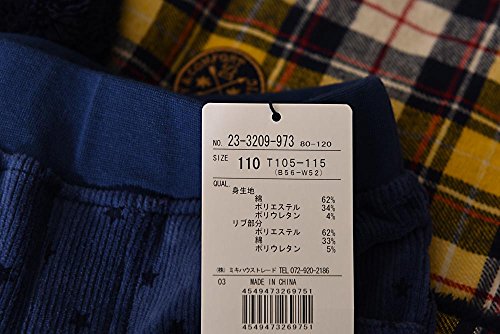 & COMFORT
NO. 23-3209-973 80-120
SIZE 110 T105-115
(B56-W52)
QUAL.
身生地
綿 62%
ポリエステル 34%
ポリウレタン 4%
リブ部分
ポリエステル 62%
綿 33%
ポリウレタン 5%
(株) ミキハウストレード TEL 072-920-2186
03 MADE IN CHINA
4549473269751
4549473269751